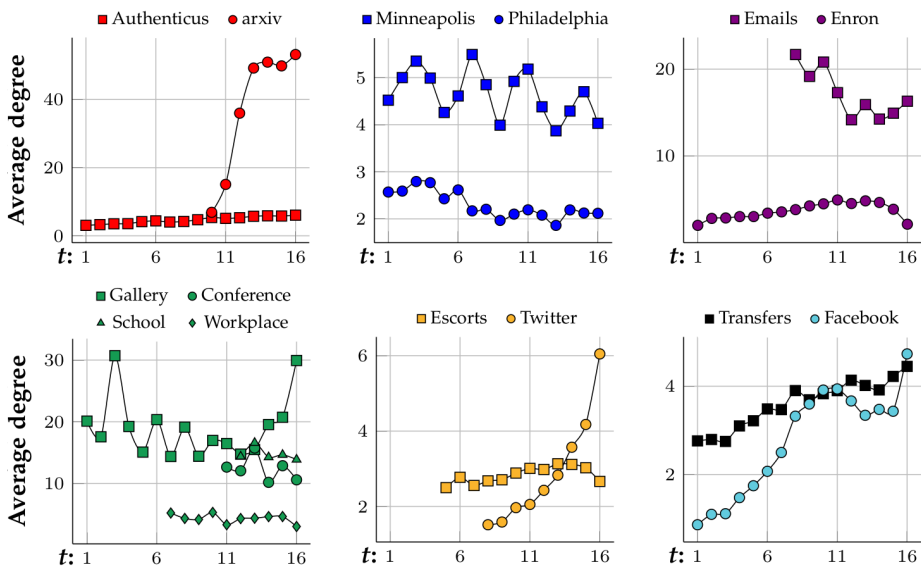 Authenticus arxiv
Minneapolis Philadelphia
Emails Enron
Average degree
40
20
0
t: 1 6 11 16
5
4
3
2
t: 1 6 11 16
20
10
t: 1 6 11 16
Gallery Conference
School Workplace
Escorts Twitter
Transfers Facebook
Average degree
30
20
10
t: 1 6 11 16
6
4
2
t: 1 6 11 16
4
2
t: 1 6 11 16